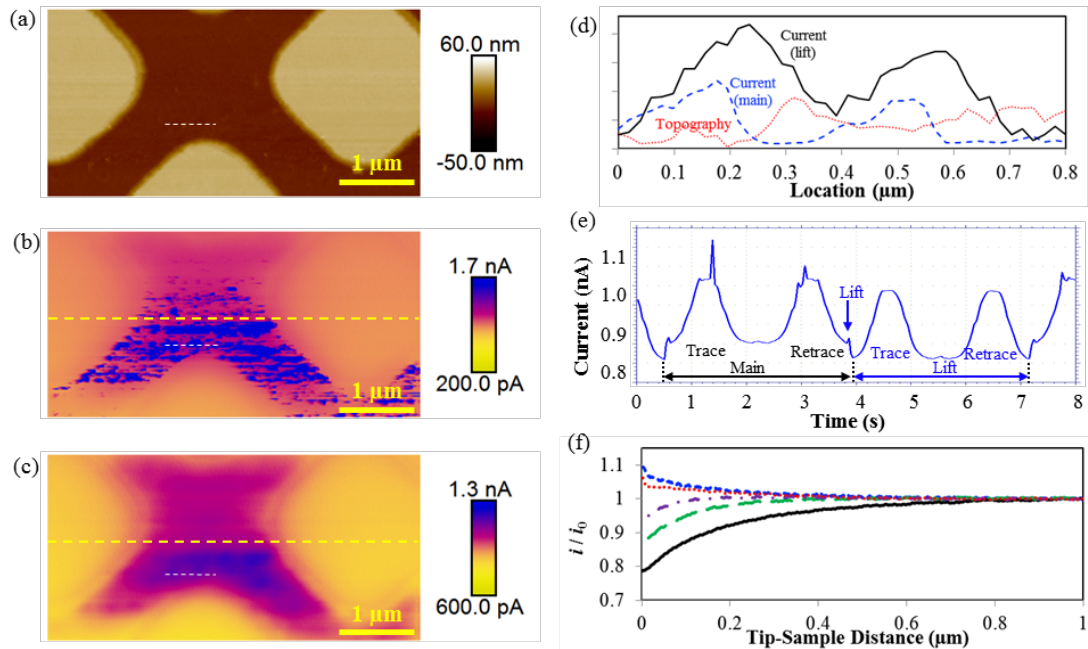 (a)
60.0 nm
-50.0 nm
1 μm
(b)
1.7 nA
200.0 pA
1 μm
(c)
1.3 nA
600.0 pA
1 μm
(d)
Current
(lift)
Current
(main)
Topography
0 0.1 0.2 0.3 0.4 0.5 0.6 0.7 0.8
Location (μm)
(e)
Current (nA)
1.1
1.0
0.9
0.8
Lift
Trace Retrace Trace Retrace
Main Lift
0 1 2 3 4 5 6 7 8
Time (s)
(f)
i / i0
1.1
1
0.9
0.8
0.7
0 0.2 0.4 0.6 0.8 1
Tip-Sample Distance (μm)